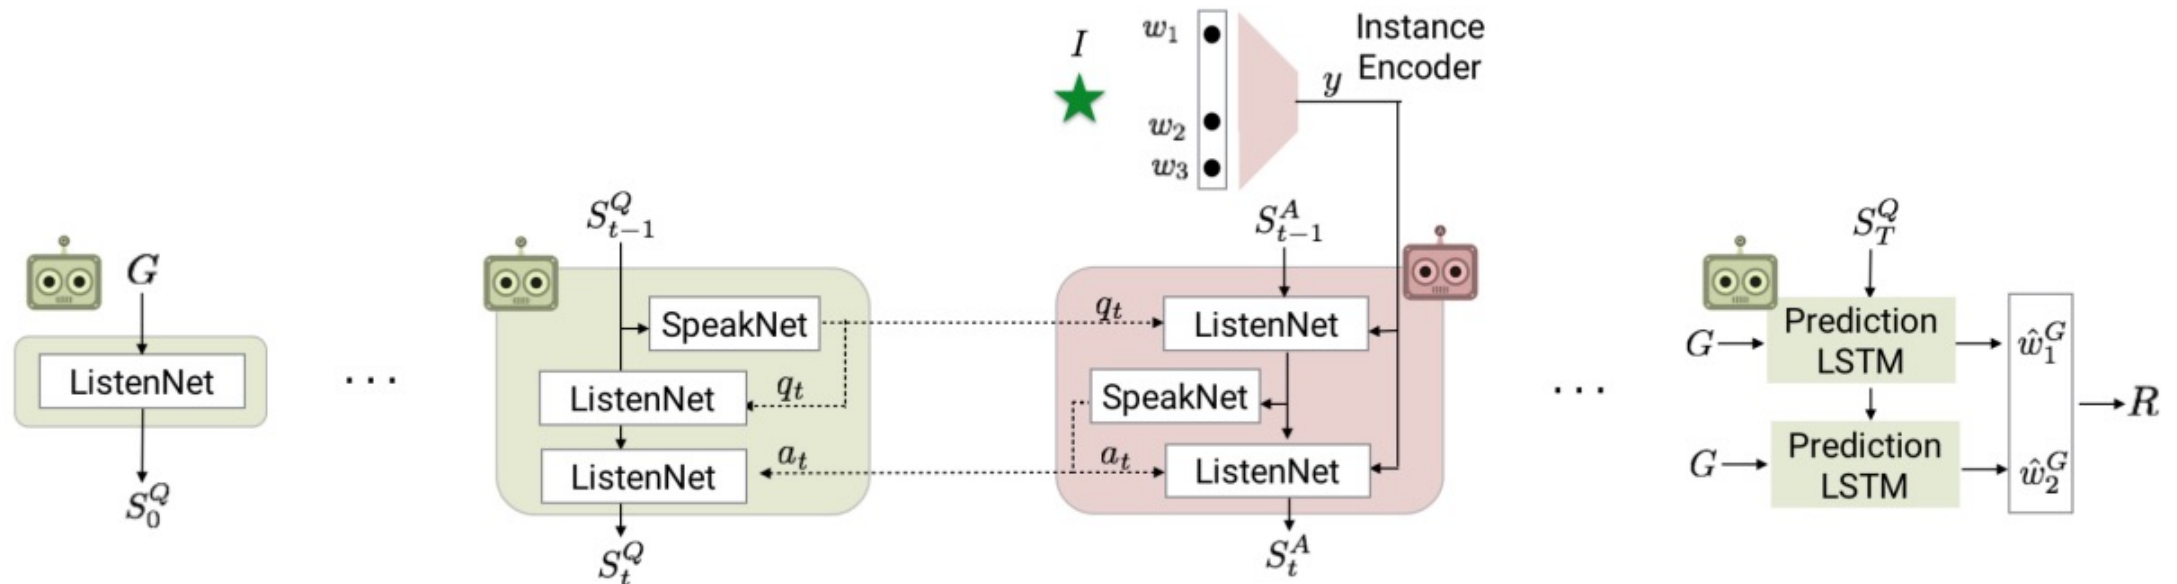 G
ListenNet
S_0^Q
...
S_{t-1}^Q
SpeakNet
ListenNet
q_t
ListenNet
a_t
S_t^Q
I
w_1
w_2
w_3
y
Instance
Encoder
S_{t-1}^A
q_t
ListenNet
SpeakNet
a_t
ListenNet
S_t^A
...
S_T^Q
G
Prediction
LSTM
ŵ_1^G
G
Prediction
LSTM
ŵ_2^G
R